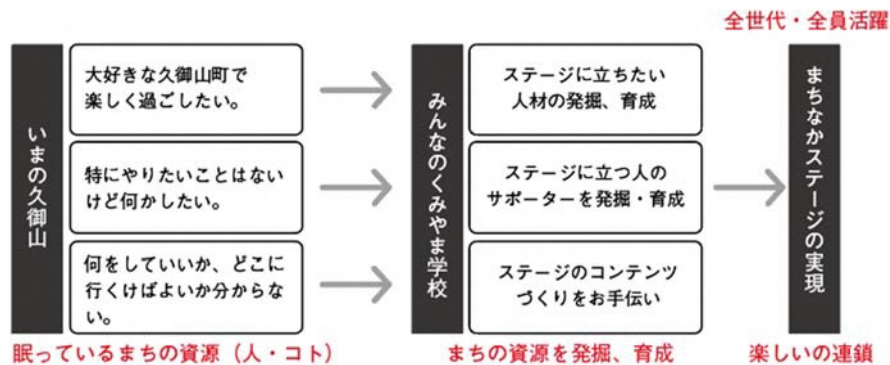 全世代・全員活躍
いまの久御山
大好きな久御山町で
楽しく過ごしたい。
特にやりたいことはない
けど何かしたい。
何をしていいか、どこに
行くけばよいか分からな
い。
眠っているまちの資源（人・コト）
みんなのくみやま学校
ステージに立ちたい
人材の発掘、育成
ステージに立つ人の
サポーターを発掘・育成
ステージのコンテンツ
づくりをお手伝い
まちの資源を発掘、育成
まちなかステージの実現
楽しいの連鎖